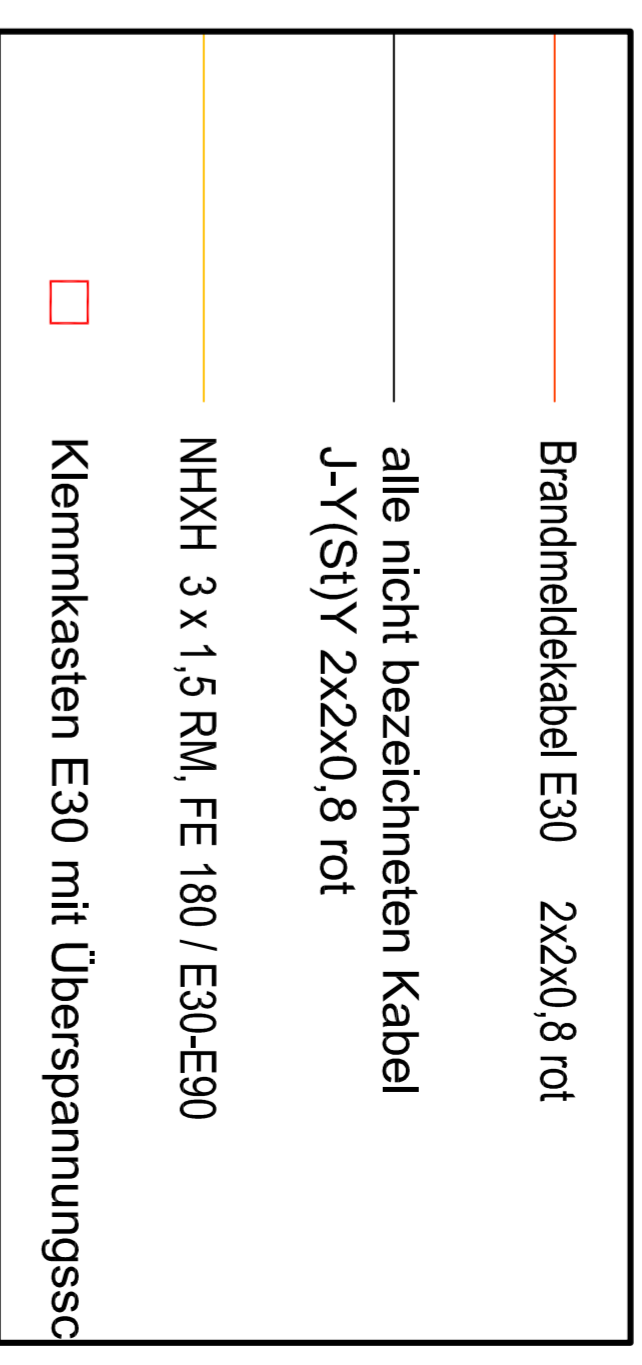 Brandmeldekabel E30 2x2x0,8 rot
alle nicht bezeichneten Kabel
J-Y(St)Y 2x2x0,8 rot
NHXH 3 x 1,5 RM, FE 180 / E30-E90
Klemmkasten E30 mit Überspannungssc